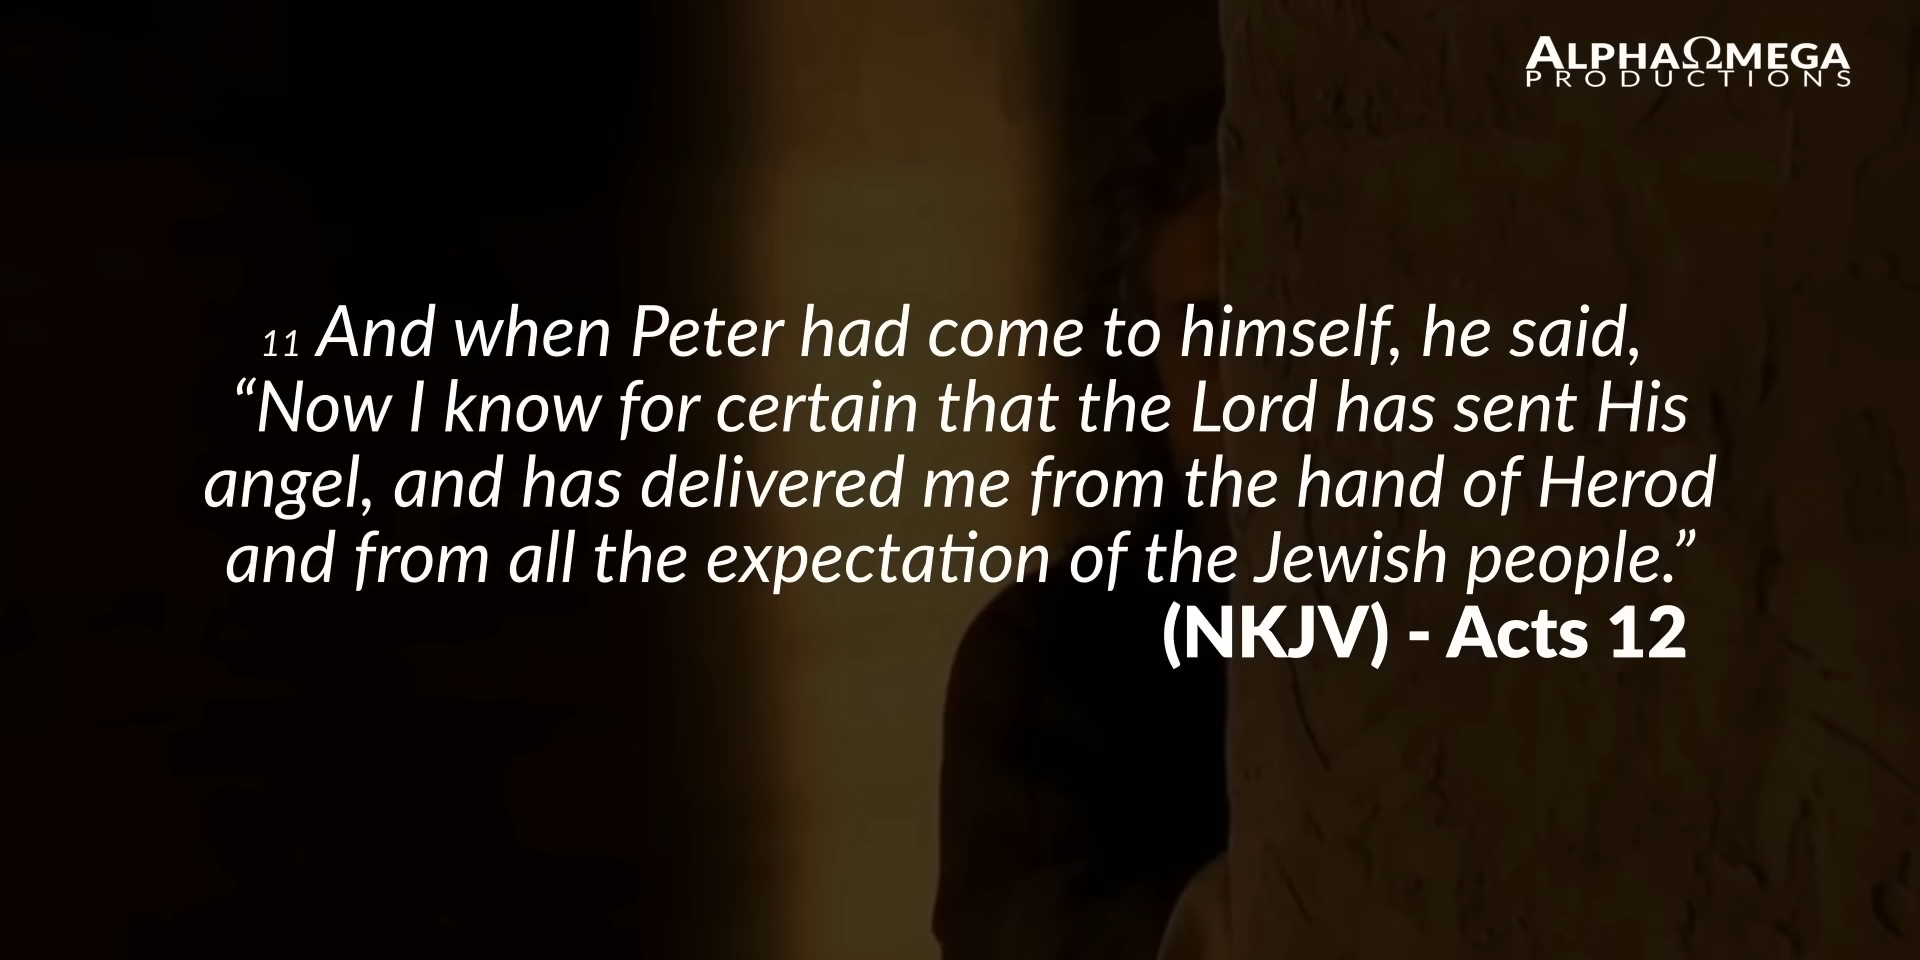 ALPHAΩMEGA
PRODUCTIONS
11 And when Peter had come to himself, he said,
“Now I know for certain that the Lord has sent His
angel, and has delivered me from the hand of Herod
and from all the expectation of the Jewish people.”
(NKJV) - Acts 12